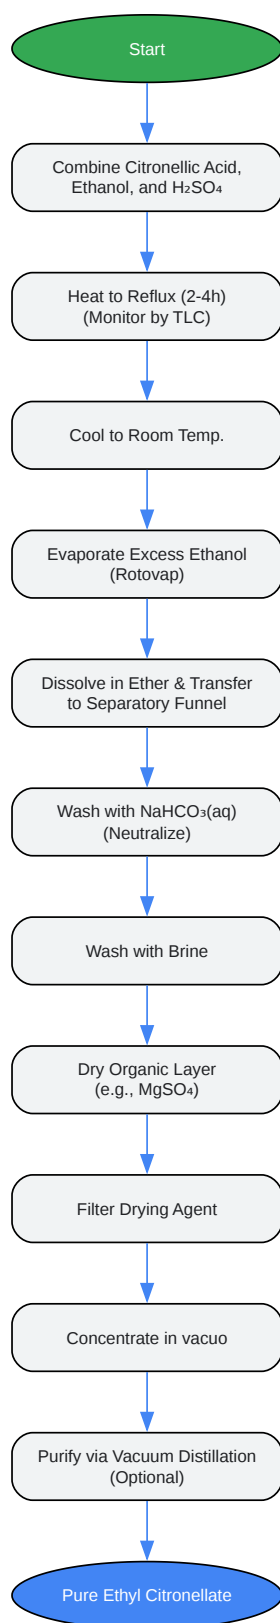 Start
Combine Citronellic Acid,
Ethanol, and H₂SO₄
Heat to Reflux (2-4h)
(Monitor by TLC)
Cool to Room Temp.
Evaporate Excess Ethanol
(Rotovap)
Dissolve in Ether & Transfer
to Separatory Funnel
Wash with NaHCO₃(aq)
(Neutralize)
Wash with Brine
Dry Organic Layer
(e.g., MgSO₄)
Filter Drying Agent
Concentrate in vacuo
Purify via Vacuum Distillation
(Optional)
Pure Ethyl Citronellate